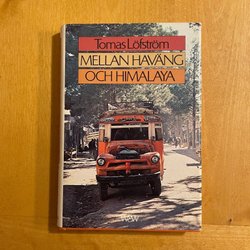 Tomas Löfström
MELLAN HAVÄNG
OCH HIMALAYA
W&W